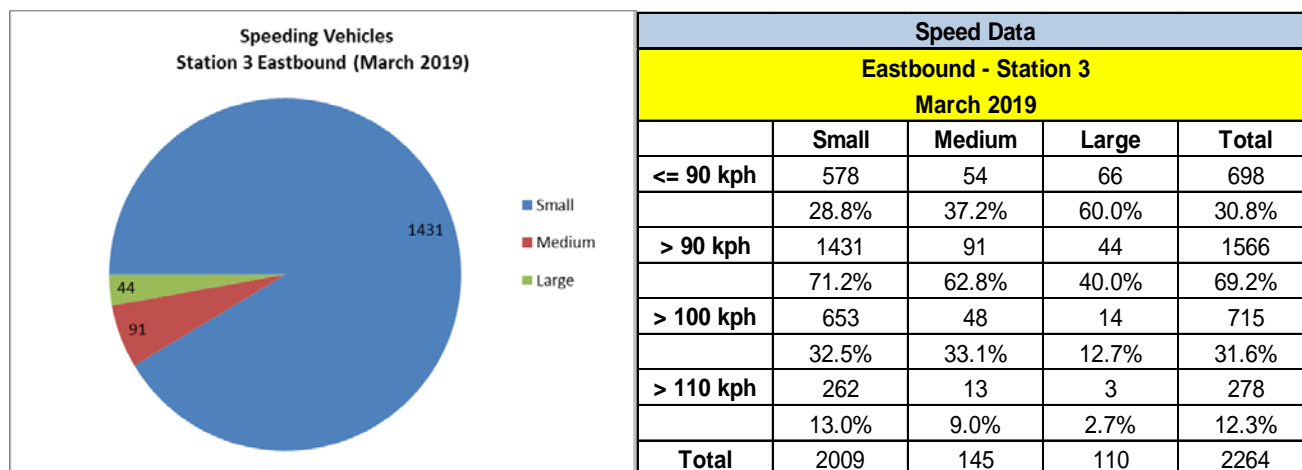 Speeding Vehicles
Station 3 Eastbound (March 2019)
1431
44
91
Small
Medium
Large
Speed Data
Eastbound - Station 3
March 2019
Small Medium Large Total
<= 90 kph 578 54 66 698
28.8% 37.2% 60.0% 30.8%
> 90 kph 1431 91 44 1566
71.2% 62.8% 40.0% 69.2%
> 100 kph 653 48 14 715
32.5% 33.1% 12.7% 31.6%
> 110 kph 262 13 3 278
13.0% 9.0% 2.7% 12.3%
Total 2009 145 110 2264